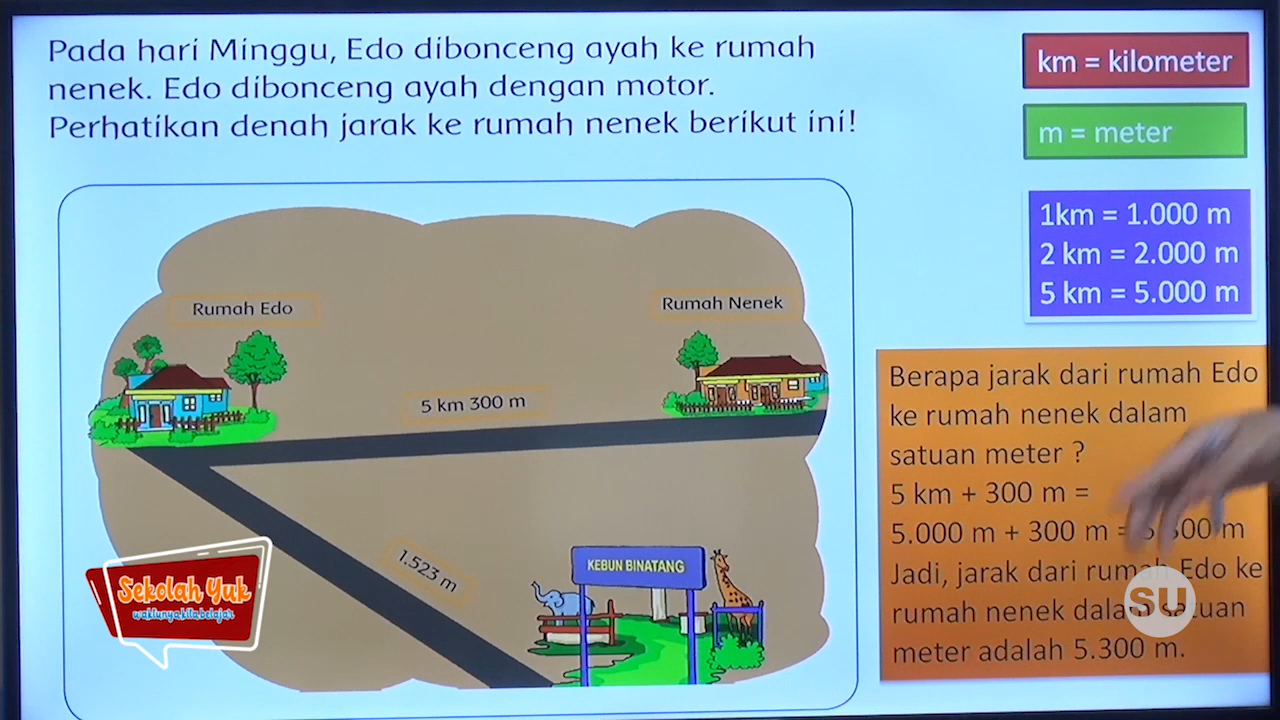 Pada hari Minggu, Edo dibonceng ayah ke rumah
nenek. Edo dibonceng ayah dengan motor.
Perhatikan denah jarak ke rumah nenek berikut ini!
km = kilometer
m = meter
1km = 1.000 m
2 km = 2.000 m
5 km = 5.000 m
Rumah Edo
Rumah Nenek
5 km 300 m
1.523 m
KEBUN BINATANG
Berapa jarak dari rumah Edo
ke rumah nenek dalam
satuan meter ?
5 km + 300 m =
5.000 m + 300 m = 5.300 m
Jadi, jarak dari rumah Edo ke
rumah nenek dalam satuan
meter adalah 5.300 m.
Sekolah Yuk
waktunya kita belajar
SU